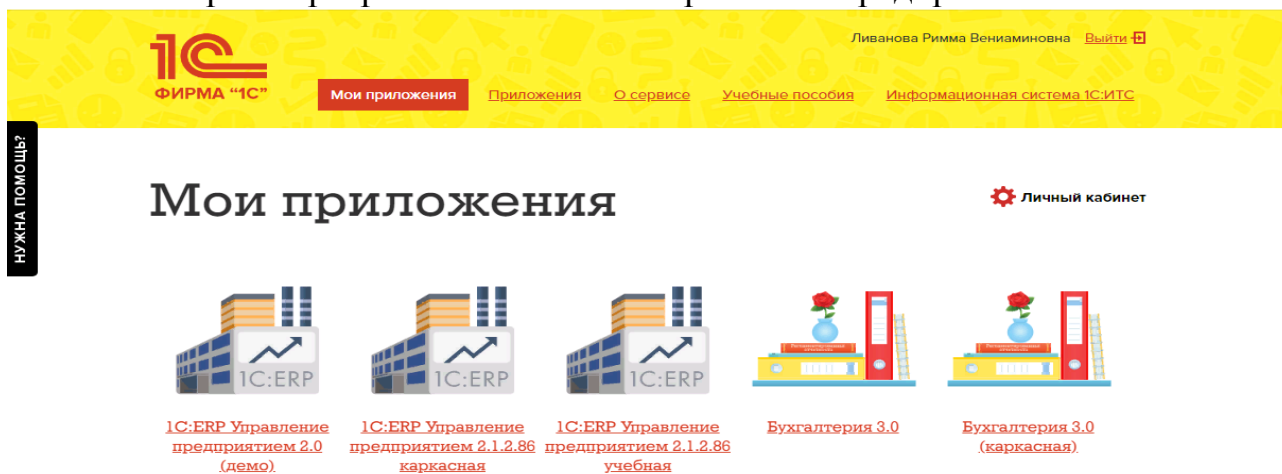 Ливанова Римма Вениаминовна Выйти
1С
ФИРМА "1С"
Мои приложения Приложения О сервисе Учебные пособия Информационная система 1С:ИТС
НУЖНА ПОМОЩЬ?
Мои приложения
Личный кабинет
1С:ERP 1С:ERP 1С:ERP
1С:ERP Управление предприятием 2.0 (демо)
1С:ERP Управление предприятием 2.1.2.86 каркасная
1С:ERP Управление предприятием 2.1.2.86 учебная
Бухгалтерия 3.0
Бухгалтерия 3.0 (каркасная)